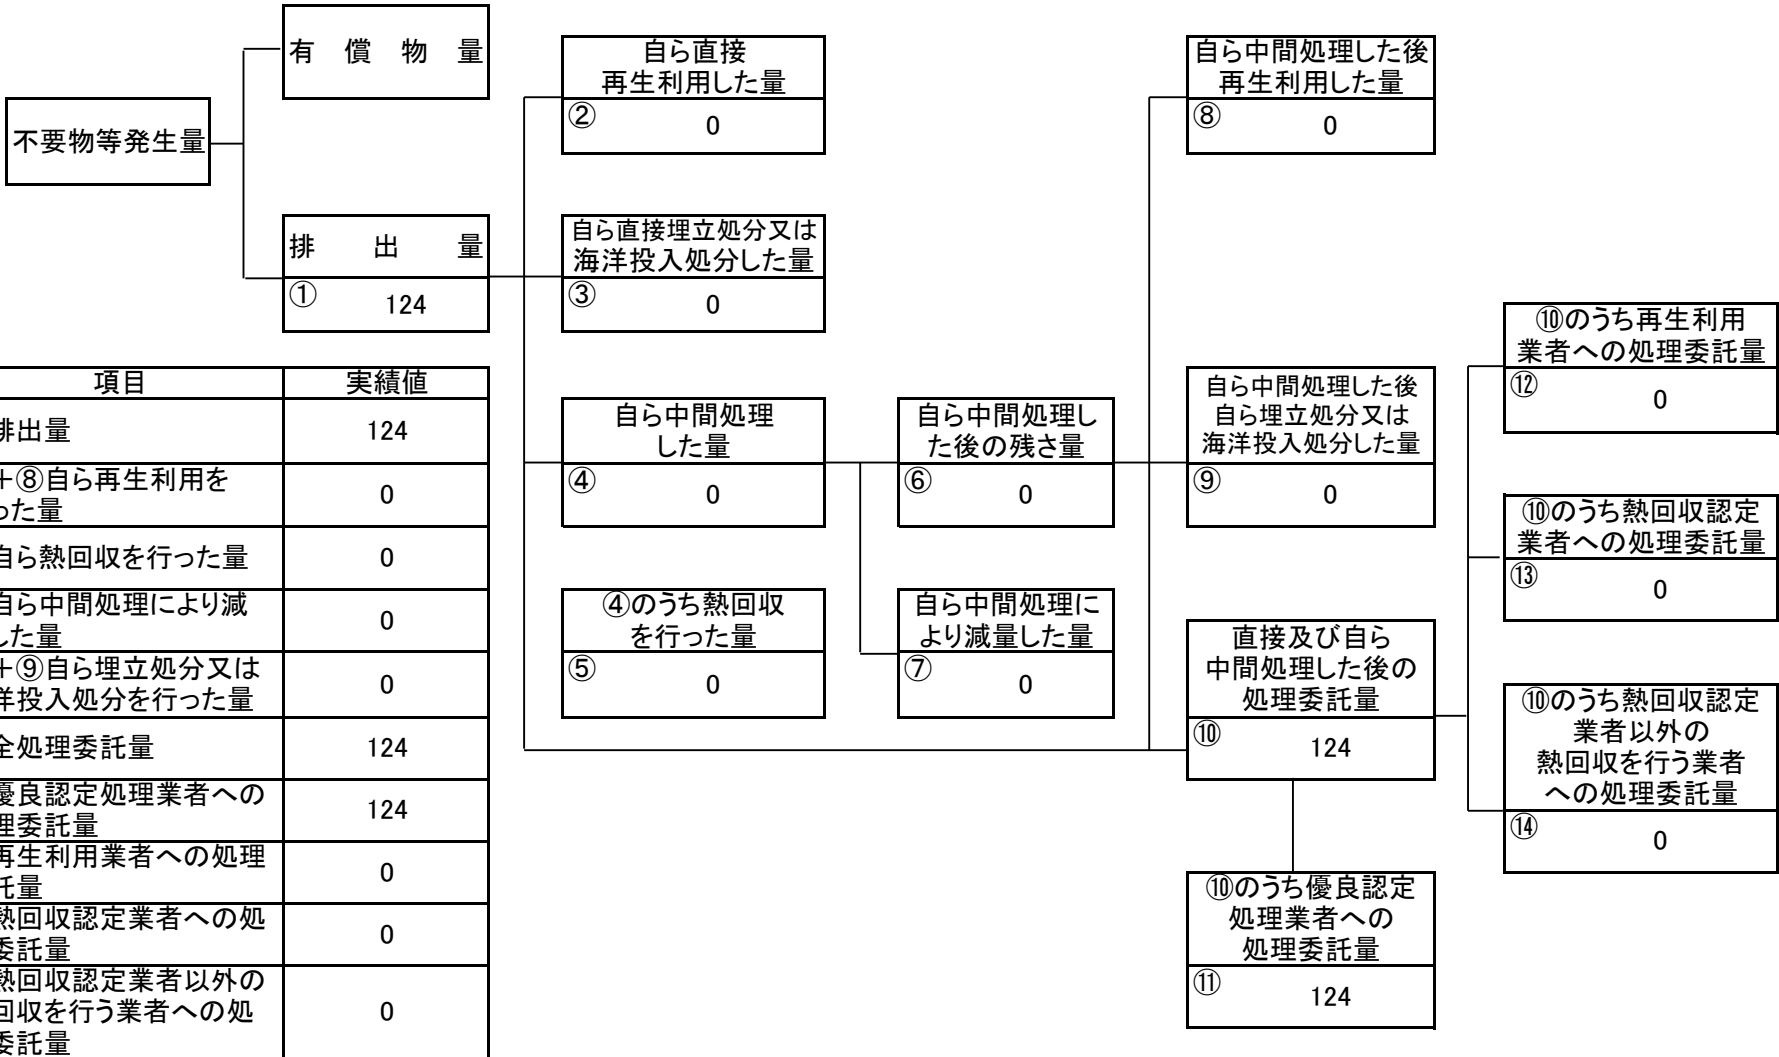 有償物量
不要物等発生量
排出量
① 124
自ら直接
再生利用した量
② 0
自ら直接埋立処分又は
海洋投入処分した量
③ 0
自ら中間処理
した量
④ 0
④のうち熱回収
を行った量
⑤ 0
自ら中間処理し
た後の残さ量
⑥ 0
自ら中間処理に
より減量した量
⑦ 0
自ら中間処理した後
再生利用した量
⑧ 0
自ら中間処理した後
自ら埋立処分又は
海洋投入処分した量
⑨ 0
直接及び自ら
中間処理した後の
処理委託量
⑩ 124
⑩のうち優良認定
処理業者への
処理委託量
⑪ 124
⑩のうち再生利用
業者への処理委託量
⑫ 0
⑩のうち熱回収認定
業者への処理委託量
⑬ 0
⑩のうち熱回収認定
業者以外の
熱回収を行う業者
への処理委託量
⑭ 0
項目 実績値
排出量 124
+⑧自ら再生利用を
った量 0
自ら熱回収を行った量 0
自ら中間処理により減
した量 0
+⑨自ら埋立処分又は
洋投入処分を行った量 0
全処理委託量 124
優良認定処理業者への
理委託量 124
再生利用業者への処理
託量 0
熱回収認定業者への処
委託量 0
熱回収認定業者以外の
回収を行う業者への処
委託量 0